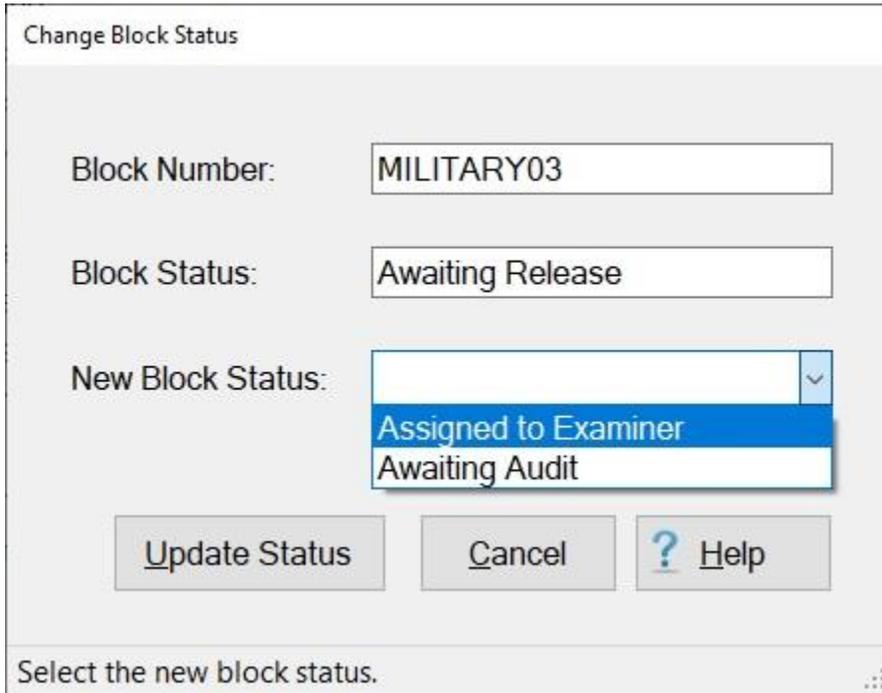 Change Block Status
Block Number: MILITARY03
Block Status: Awaiting Release
New Block Status:
Assigned to Examiner
Awaiting Audit
Update Status Cancel ? Help
Select the new block status.